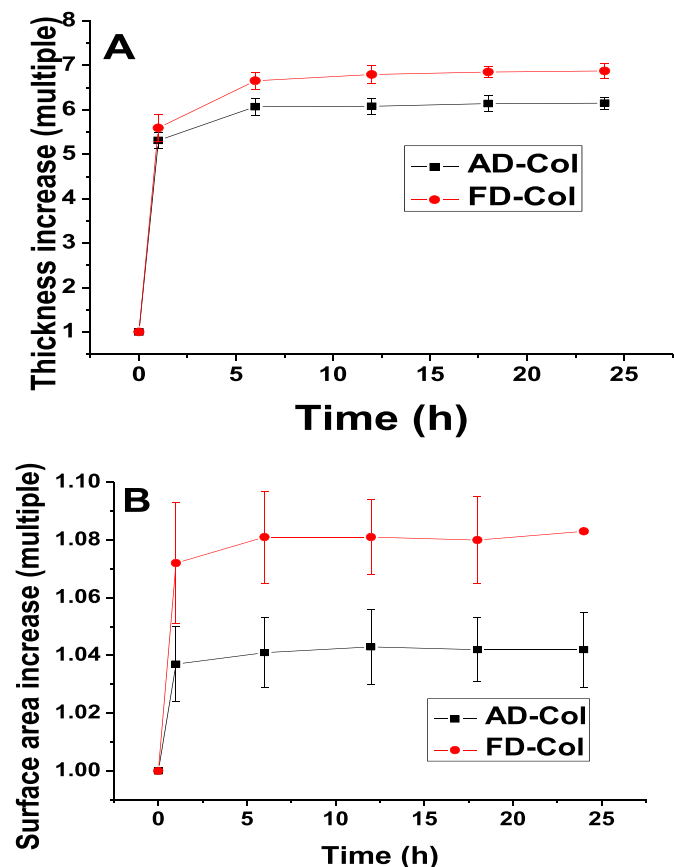 A
Thickness increase (multiple)
8
7
6
5
4
3
2
1
AD-Col
FD-Col
0 5 10 15 20 25
Time (h)
B
Surface area increase (multiple)
1.10
1.08
1.06
1.04
1.02
1.00
AD-Col
FD-Col
0 5 10 15 20 25
Time (h)